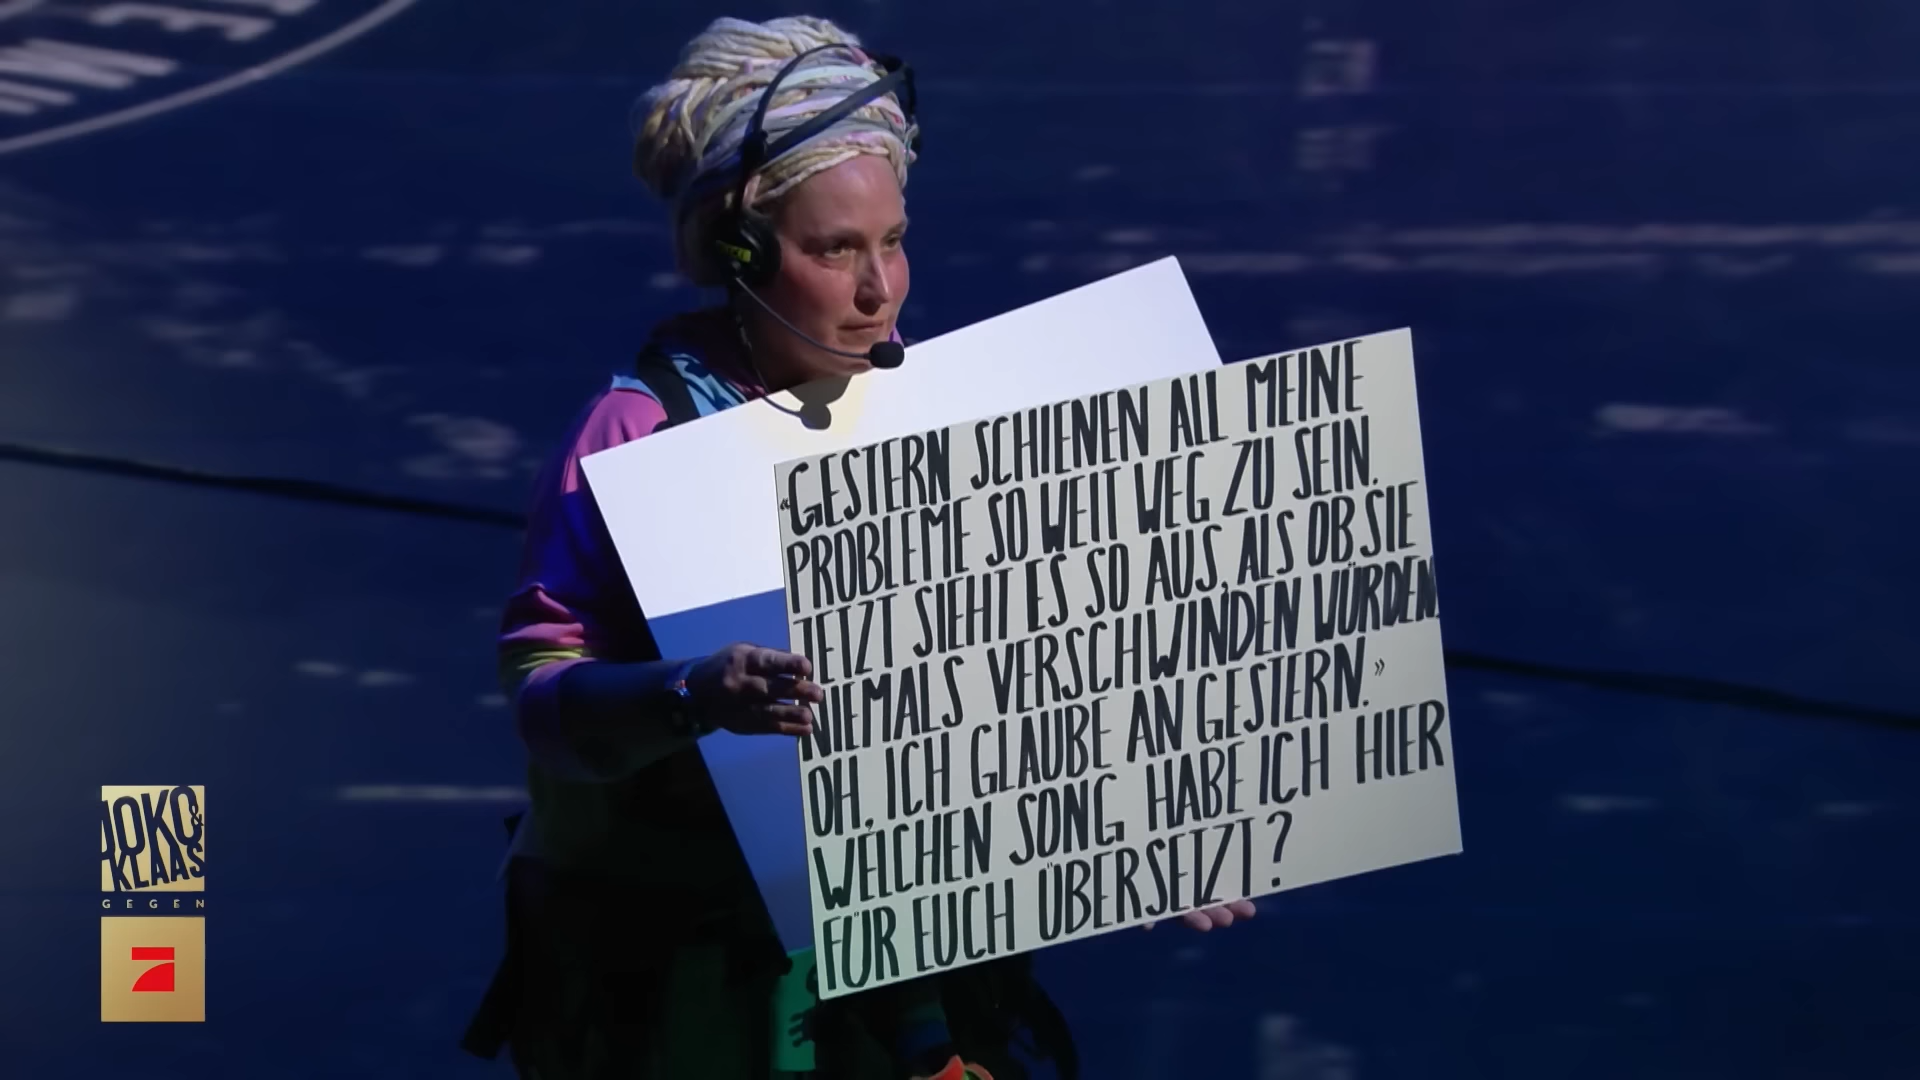 «GESTERN SCHIENEN ALL MEINE
PROBLEME SO WEIT WEG ZU SEIN.
JETZT SIEHT ES SO AUS, ALS OB SIE
NIEMALS VERSCHWINDEN WÜRDEN.
OH, ICH GLAUBE AN GESTERN.»
WELCHEN SONG HABE ICH HIER
FÜR EUCH ÜBERSETZT?
JOKO &
KLAAS
GEGEN
7